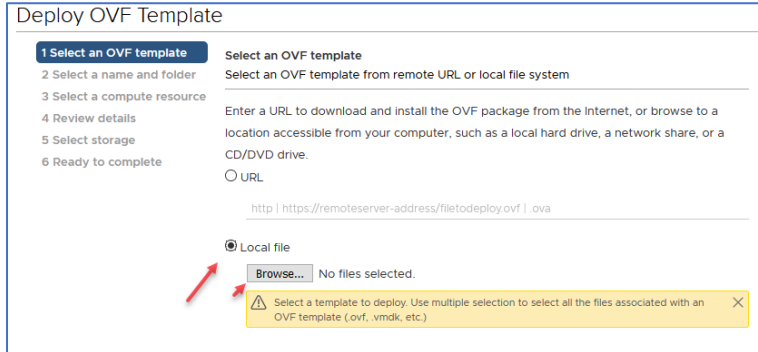 Deploy OVF Template
1 Select an OVF template
2 Select a name and folder
3 Select a compute resource
4 Review details
5 Select storage
6 Ready to complete
Select an OVF template
Select an OVF template from remote URL or local file system
Enter a URL to download and install the OVF package from the Internet, or browse to a
location accessible from your computer, such as a local hard drive, a network share, or a
CD/DVD drive.
URL
http | https://remoteserver-address/filetodeploy.ovf | .ova
Local file
Browse... No files selected.
Select a template to deploy. Use multiple selection to select all the files associated with an
OVF template (.ovf, .vmdk, etc.)